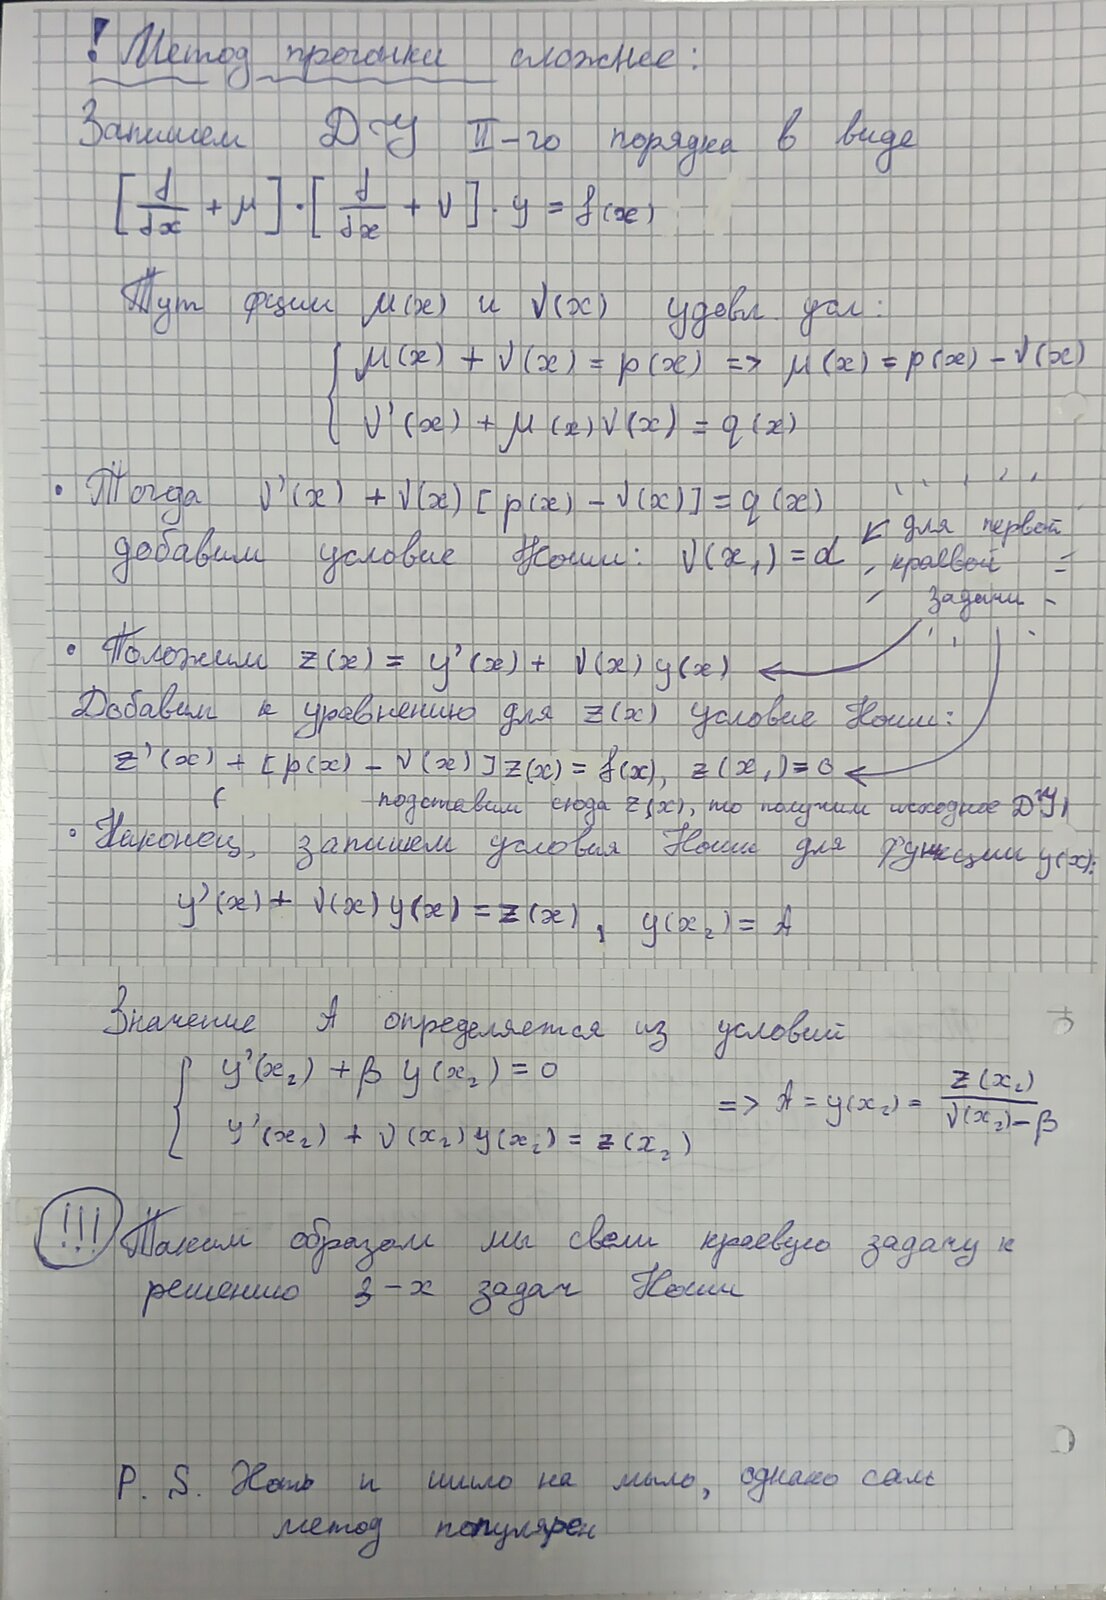 ! Метод прогонки сложнее:
Запишем ДУ II-го порядка в виде
[d/dx + μ] · [d/dx + ν] · y = f(x)
Тут фции μ(x) и ν(x) удовл. усл:
μ(x) + ν(x) = p(x) => μ(x) = p(x) - ν(x)
ν'(x) + μ(x)ν(x) = q(x)
• Тогда ν'(x) + ν(x)[p(x) - ν(x)] = q(x)
добавим условие Коши: ν(x₁) = α
для первой
краевой
задачи
• Положим z(x) = y'(x) + ν(x)y(x)
Добавим к уравнению для z(x) условие Коши:
z'(x) + [p(x) - ν(x)]z(x) = f(x), z(x₁) = 0
( подставим сюда z(x), то получим исходное ДУ)
• Наконец, запишем условия Коши для функции y(x):
y'(x) + ν(x)y(x) = z(x), y(x₂) = A
Значение A определяется из условий
y'(x₂) + β y(x₂) = 0
y'(x₂) + ν(x₂)y(x₂) = z(x₂) => A = y(x₂) = z(x₂)/(ν(x₂) - β)
!!! Таким образом мы свели краевую задачу к
решению 3-х задач Коши
P. S. Хоть и шило на мыло, однако сам
метод популярен